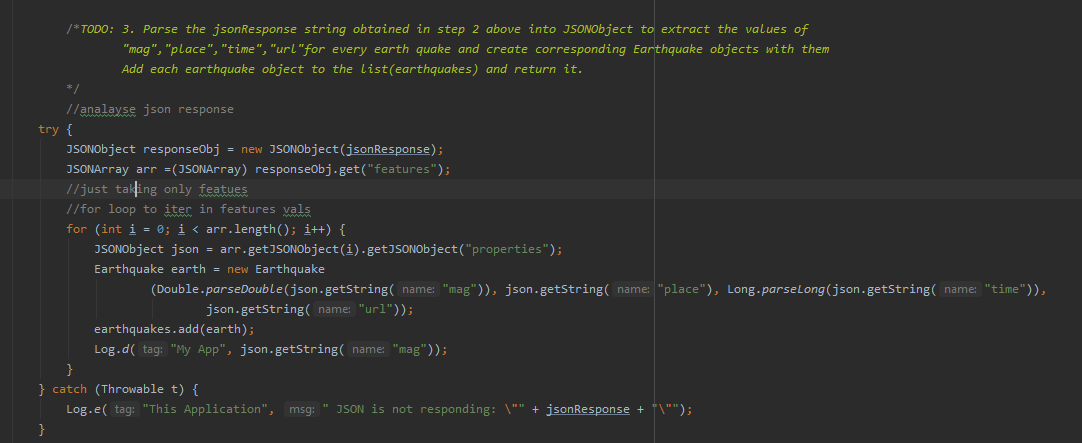 /*TODO: 3. Parse the jsonResponse string obtained in step 2 above into JSONObject to extract the values of
"mag","place","time","url"for every earth quake and create corresponding Earthquake objects with them
Add each earthquake object to the list(earthquakes) and return it.
*/
//analayse json response
try {
JSONObject responseObj = new JSONObject(jsonResponse);
JSONArray arr =(JSONArray) responseObj.get("features");
//just taking only featues
//for loop to iter in features vals
for (int i = 0; i < arr.length(); i++) {
JSONObject json = arr.getJSONObject(i).getJSONObject("properties");
Earthquake earth = new Earthquake
(Double.parseDouble(json.getString( name: "mag")), json.getString( name: "place"), Long.parseLong(json.getString( name: "time")),
json.getString( name: "url"));
earthquakes.add(earth);
Log.d( tag: "My App", json.getString( name: "mag"));
}
} catch (Throwable t) {
Log.e( tag: "This Application", msg: " JSON is not responding: \"" + jsonResponse + "\"");
}